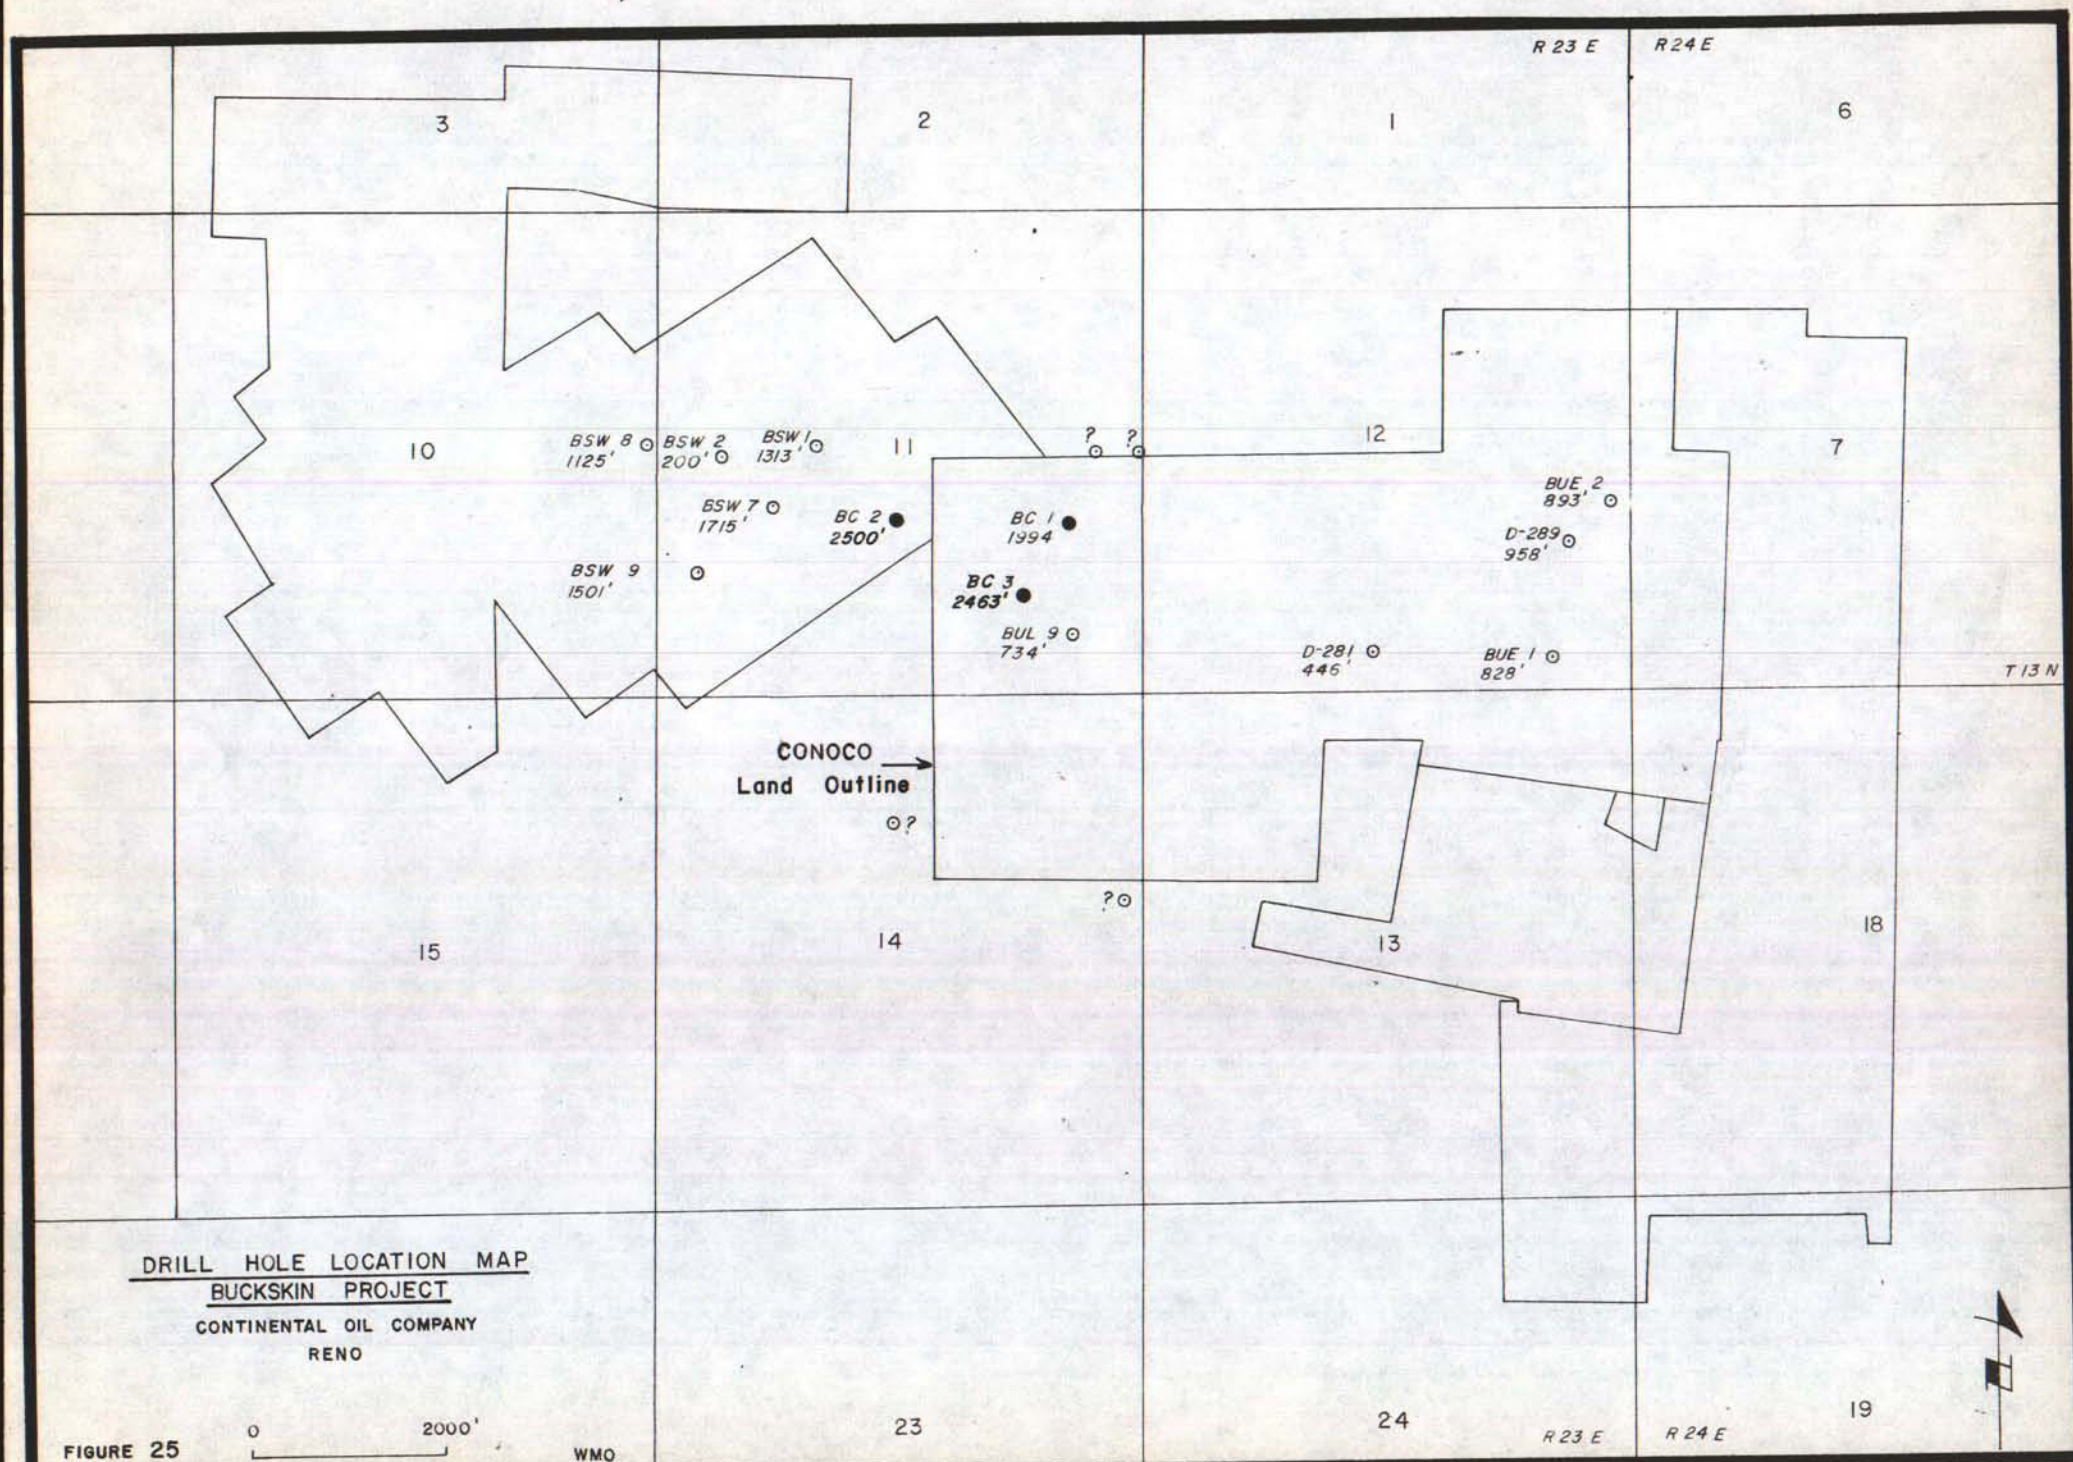 R 23 E
R 24 E
3
2
1
6
10
BSW 8
1125'
BSW 2
200'
BSW 1
1313'
11
?
?
12
7
BSW 7
1715'
BC 2
2500'
BC 1
1994
BUE 2
893'
D-289
958'
BSW 9
1501'
BC 3
2463'
BUL 9
734'
D-281
446'
BUE 1
828'
T 13 N
CONOCO
Land Outline
?
?
15
14
13
18
DRILL HOLE LOCATION MAP
BUCKSKIN PROJECT
CONTINENTAL OIL COMPANY
RENO
0 2000'
FIGURE 25
WMO
23
24
19
R 23 E
R 24 E